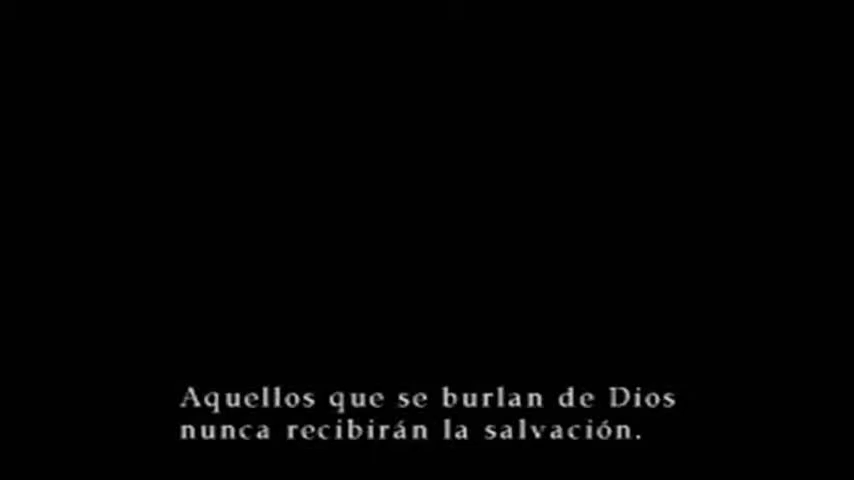 Aquellos que se burlan de Dios
nunca recibirán la salvación.